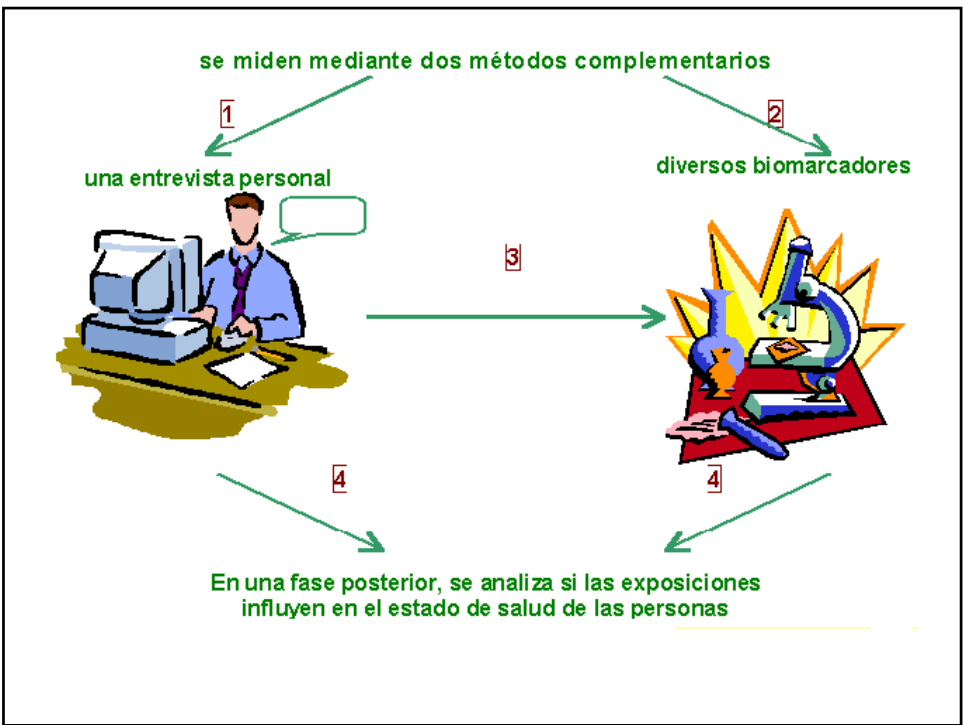 se miden mediante dos métodos complementarios
1
2
una entrevista personal
diversos biomarcadores
3
4
4
En una fase posterior, se analiza si las exposiciones
influyen en el estado de salud de las personas